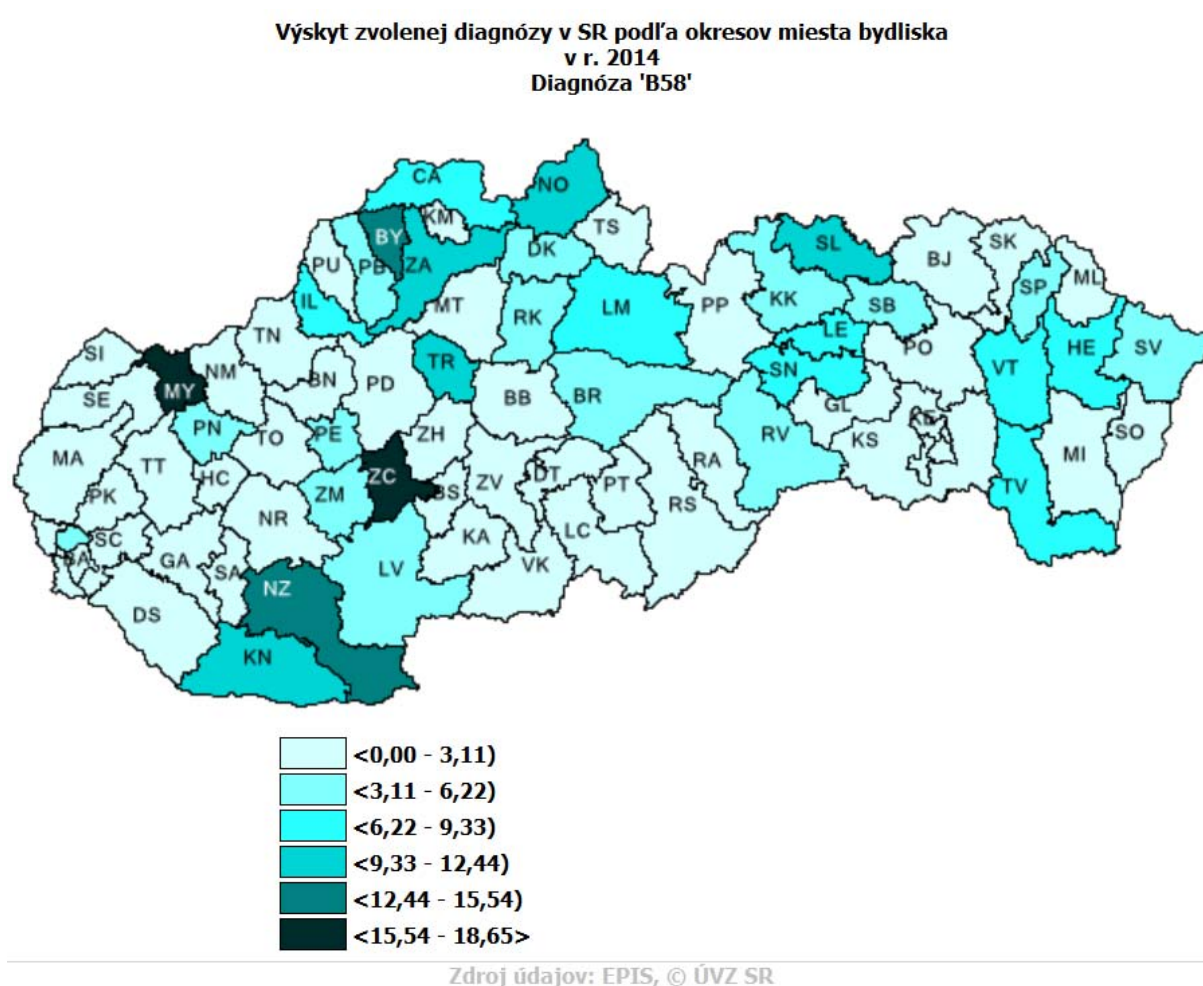 Výskyt zvolenej diagnózy v SR podľa okresov miesta bydliska
v r. 2014
Diagnóza 'B58'
CA
NO
KM
TS
BY
PU
PB
ZA
DK
SL
BJ
SK
ML
SP
IL
MT
RK
LM
PP
KK
SB
TN
SI
NM
MY
BN
PD
TR
BB
BR
LE
SN
PO
VT
HE
SV
SE
PN
TO
PE
ZH
RV
GL
KE
KS
MI
SO
MA
TT
HC
PK
ZC
ZM
BS
ZV
DT
PT
RA
RS
TV
NR
SC
BA
GA
SA
NZ
LV
KA
LC
VK
DS
KN
<0,00 - 3,11)
<3,11 - 6,22)
<6,22 - 9,33)
<9,33 - 12,44)
<12,44 - 15,54)
<15,54 - 18,65>
Zdroj údajov: EPIS, © ÚVZ SR